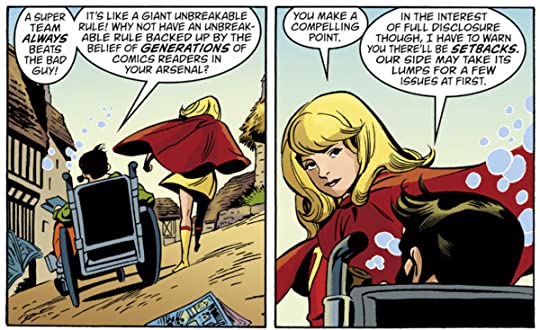 A SUPER
TEAM
ALWAYS
BEATS
THE BAD
GUY!
IT'S LIKE A GIANT UNBREAKABLE
RULE! WHY NOT HAVE AN UNBREAK-
ABLE RULE BACKED UP BY THE
BELIEF OF GENERATIONS OF
COMICS READERS IN
YOUR ARSENAL?
YOU MAKE A
COMPELLING
POINT.
IN THE INTEREST
OF FULL DISCLOSURE
THOUGH, I HAVE TO WARN
YOU THERE'LL BE SETBACKS.
OUR SIDE MAY TAKE ITS
LUMPS FOR A FEW
ISSUES AT FIRST.